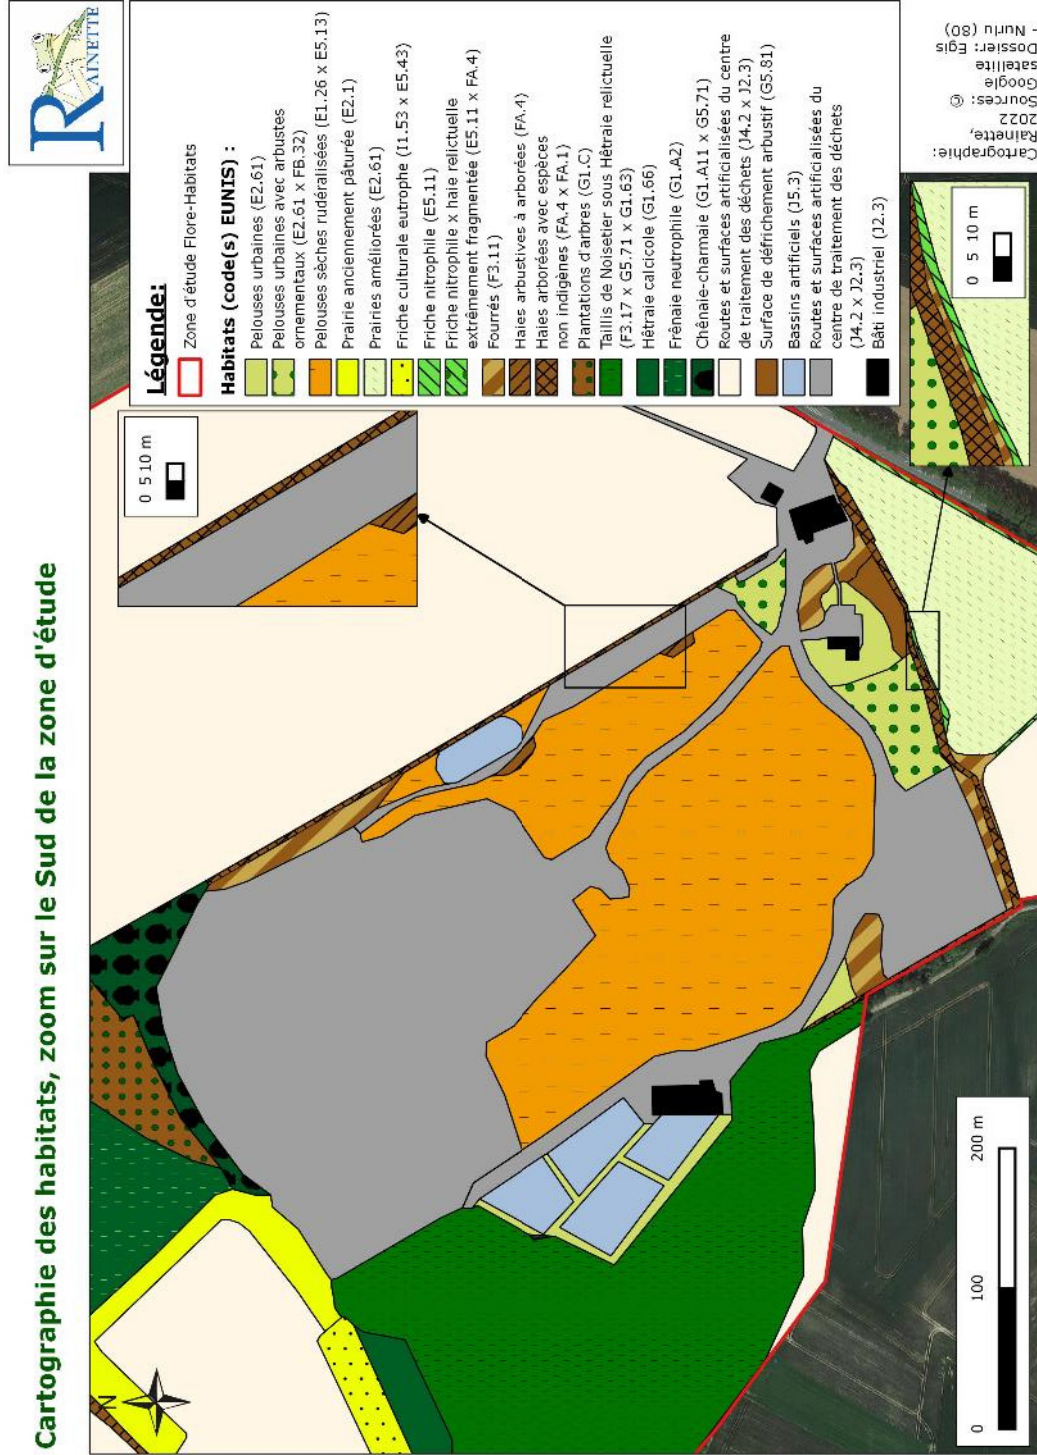 Cartographie des habitats, zoom sur le Sud de la zone d'étude
RAINETTE
Légende:
Zone d'étude Flore-Habitats
Habitats (code(s) EUNIS) :
Pelouses urbaines (E2.61)
Pelouses urbaines avec arbustes
ornementaux (E2.61 x FB.32)
Pelouses sèches rudéralisées (E1.26 x E5.13)
Prairie anciennement pâturée (E2.1)
Prairies améliorées (E2.61)
Friche culturale eutrophe (I1.53 x E5.43)
Friche nitrophile (E5.11)
Friche nitrophile x haie relictuelle
extrêmement fragmentée (E5.11 x FA.4)
Fourrés (F3.11)
Haies arbustives à arborées (FA.4)
Haies arborées avec espèces
non indigènes (FA.4 x FA.1)
Plantations d'arbres (G1.C)
Taillis de Noisetier sous Hêtraie relictuelle
(F3.17 x G5.71 x G1.63)
Hêtraie calcicole (G1.66)
Frênaie neutrophile (G1.A2)
Chênaie-charmaie (G1.A11 x G5.71)
Routes et surfaces artificialisées du centre
de traitement des déchets (J4.2 x J2.3)
Surface de défrichement arbustif (G5.81)
Bassins artificiels (J5.3)
Routes et surfaces artificialisées du
centre de traitement des déchets
(J4.2 x J2.3)
Bâti industriel (J2.3)
Cartographie:
Rainette,
2022
Sources: ©
Google
satellite
Dossier: Egis
- Nurlu (80)
0 5 10 m
0 5 10 m
N
0 100 200 m